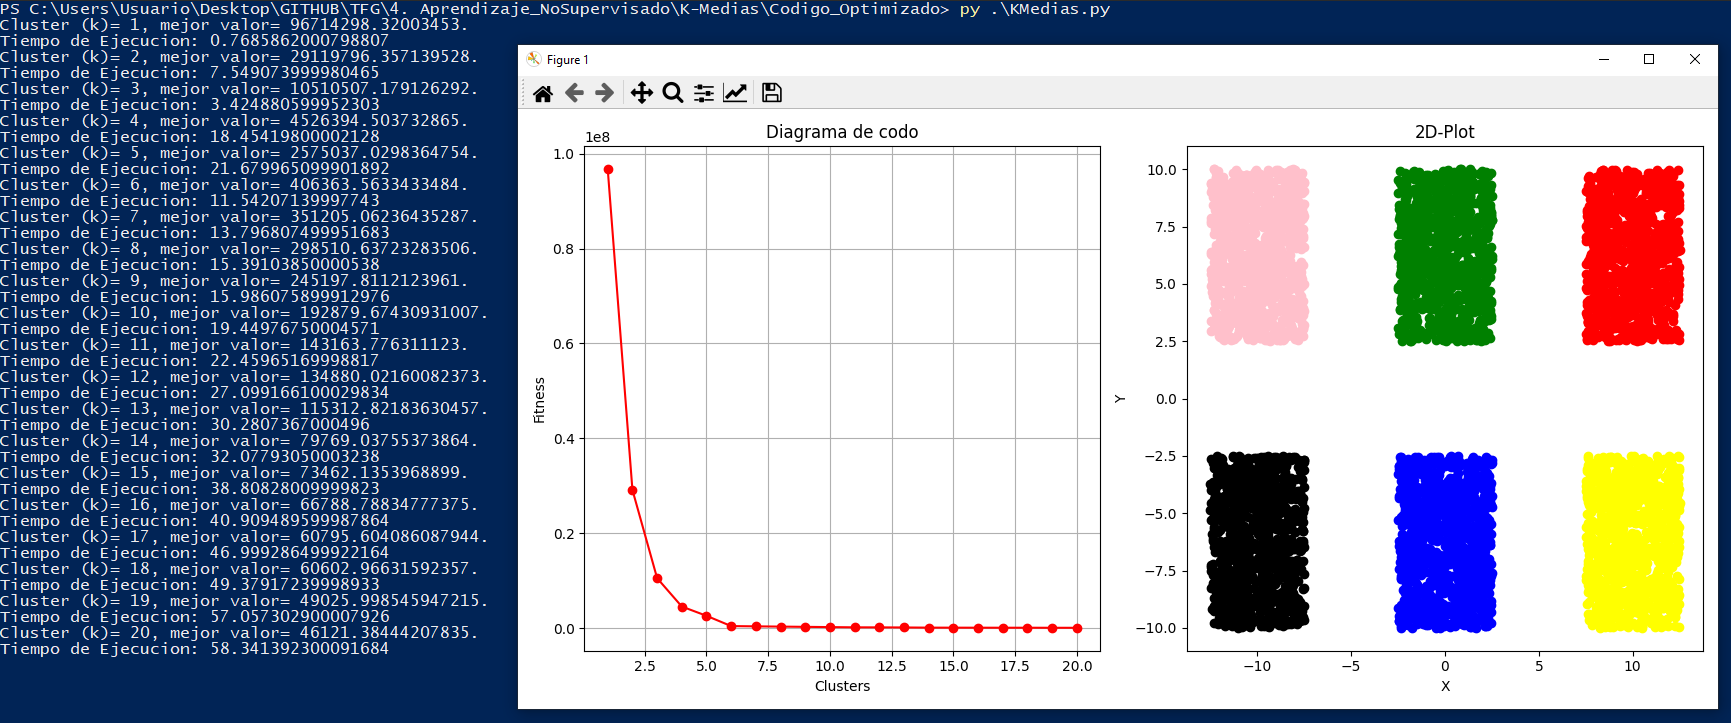 PS C:\Users\Usuario\Desktop\GITHUB\TFG\4. Aprendizaje_NoSupervisado\K-Medias\Codigo_Optimizado> py .\KMedias.py
Cluster (k)= 1, mejor valor= 96714298.32003453.
Tiempo de Ejecucion: 0.7685862000798807
Cluster (k)= 2, mejor valor= 29119796.357139528.
Tiempo de Ejecucion: 7.549073999980465
Cluster (k)= 3, mejor valor= 10510507.179126292.
Tiempo de Ejecucion: 3.424880599952303
Cluster (k)= 4, mejor valor= 4526394.503732865.
Tiempo de Ejecucion: 18.45419800002128
Cluster (k)= 5, mejor valor= 2575037.0298364754.
Tiempo de Ejecucion: 21.679965099901892
Cluster (k)= 6, mejor valor= 406363.5633433484.
Tiempo de Ejecucion: 11.54207139997743
Cluster (k)= 7, mejor valor= 351205.06236435287.
Tiempo de Ejecucion: 13.796807499951683
Cluster (k)= 8, mejor valor= 298510.63723283506.
Tiempo de Ejecucion: 15.39103850000538
Cluster (k)= 9, mejor valor= 245197.8112123961.
Tiempo de Ejecucion: 15.986075899912976
Cluster (k)= 10, mejor valor= 192879.67430931007.
Tiempo de Ejecucion: 19.44976750004571
Cluster (k)= 11, mejor valor= 143163.776311123.
Tiempo de Ejecucion: 22.45965169998817
Cluster (k)= 12, mejor valor= 134880.02160082373.
Tiempo de Ejecucion: 27.099166100029834
Cluster (k)= 13, mejor valor= 115312.82183630457.
Tiempo de Ejecucion: 30.2807367000496
Cluster (k)= 14, mejor valor= 79769.03755373864.
Tiempo de Ejecucion: 32.07793050003238
Cluster (k)= 15, mejor valor= 73462.1353968899.
Tiempo de Ejecucion: 38.80828009999823
Cluster (k)= 16, mejor valor= 66788.78834777375.
Tiempo de Ejecucion: 40.909489599987864
Cluster (k)= 17, mejor valor= 60795.604086087944.
Tiempo de Ejecucion: 46.999286499922164
Cluster (k)= 18, mejor valor= 60602.96631592357.
Tiempo de Ejecucion: 49.37917239998933
Cluster (k)= 19, mejor valor= 49025.998545947215.
Tiempo de Ejecucion: 57.057302900007926
Cluster (k)= 20, mejor valor= 46121.38444207835.
Tiempo de Ejecucion: 58.341392300091684
Figure 1
Diagrama de codo
1e8
1.0
0.8
0.6
0.4
0.2
0.0
Fitness
2.5 5.0 7.5 10.0 12.5 15.0 17.5 20.0
Clusters
2D-Plot
10.0
7.5
5.0
2.5
0.0
−2.5
−5.0
−7.5
−10.0
Y
−10 −5 0 5 10
X